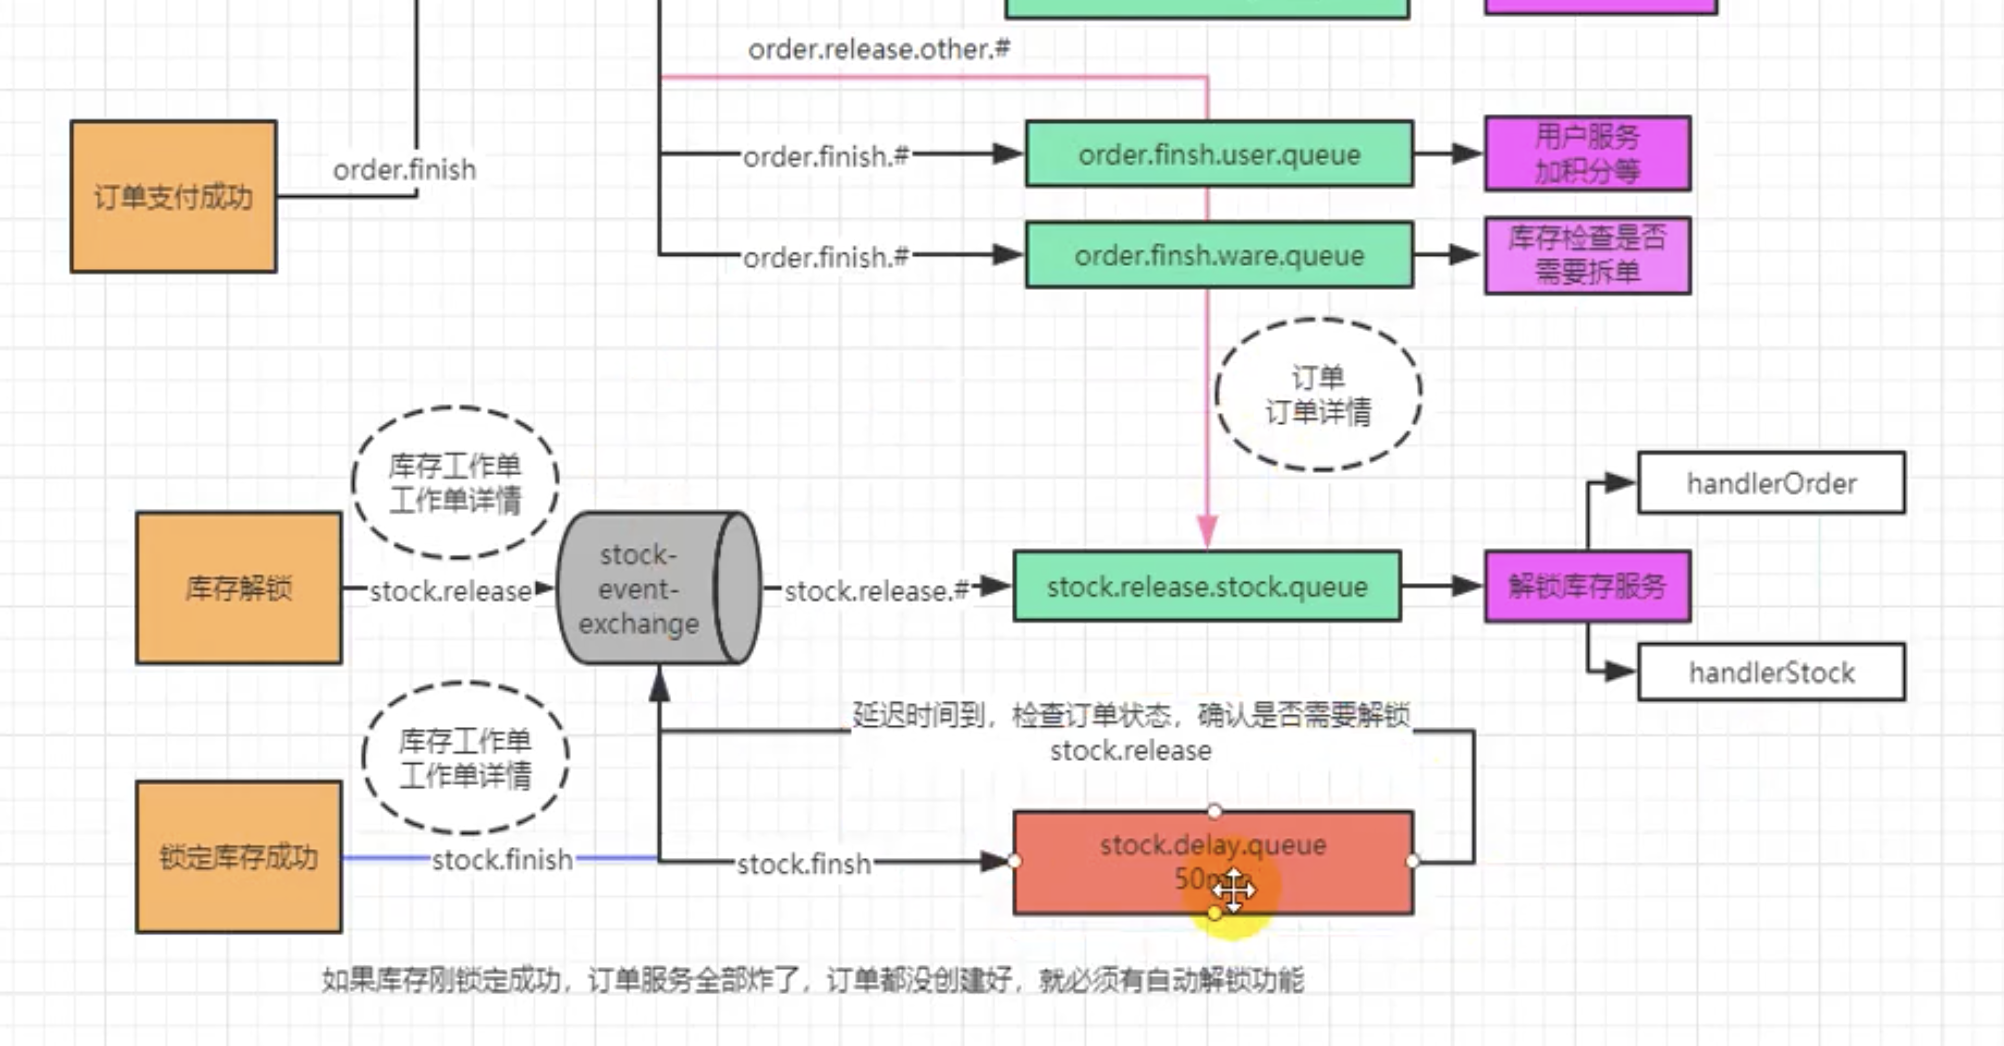 order.release.other.#
订单支付成功
order.finish
order.finish.#
order.finsh.user.queue
用户服务
加积分等
order.finish.#
order.finsh.ware.queue
库存检查是否
需要拆单
订单
订单详情
库存工作单
工作单详情
库存解锁
stock.release
stock-
event-
exchange
stock.release.#
stock.release.stock.queue
解锁库存服务
handlerOrder
handlerStock
延迟时间到，检查订单状态，确认是否需要解锁
stock.release
库存工作单
工作单详情
锁定库存成功
stock.finish
stock.finsh
stock.delay.queue
如果库存刚锁定成功，订单服务全部炸了，订单都没创建好，就必须有自动解锁功能